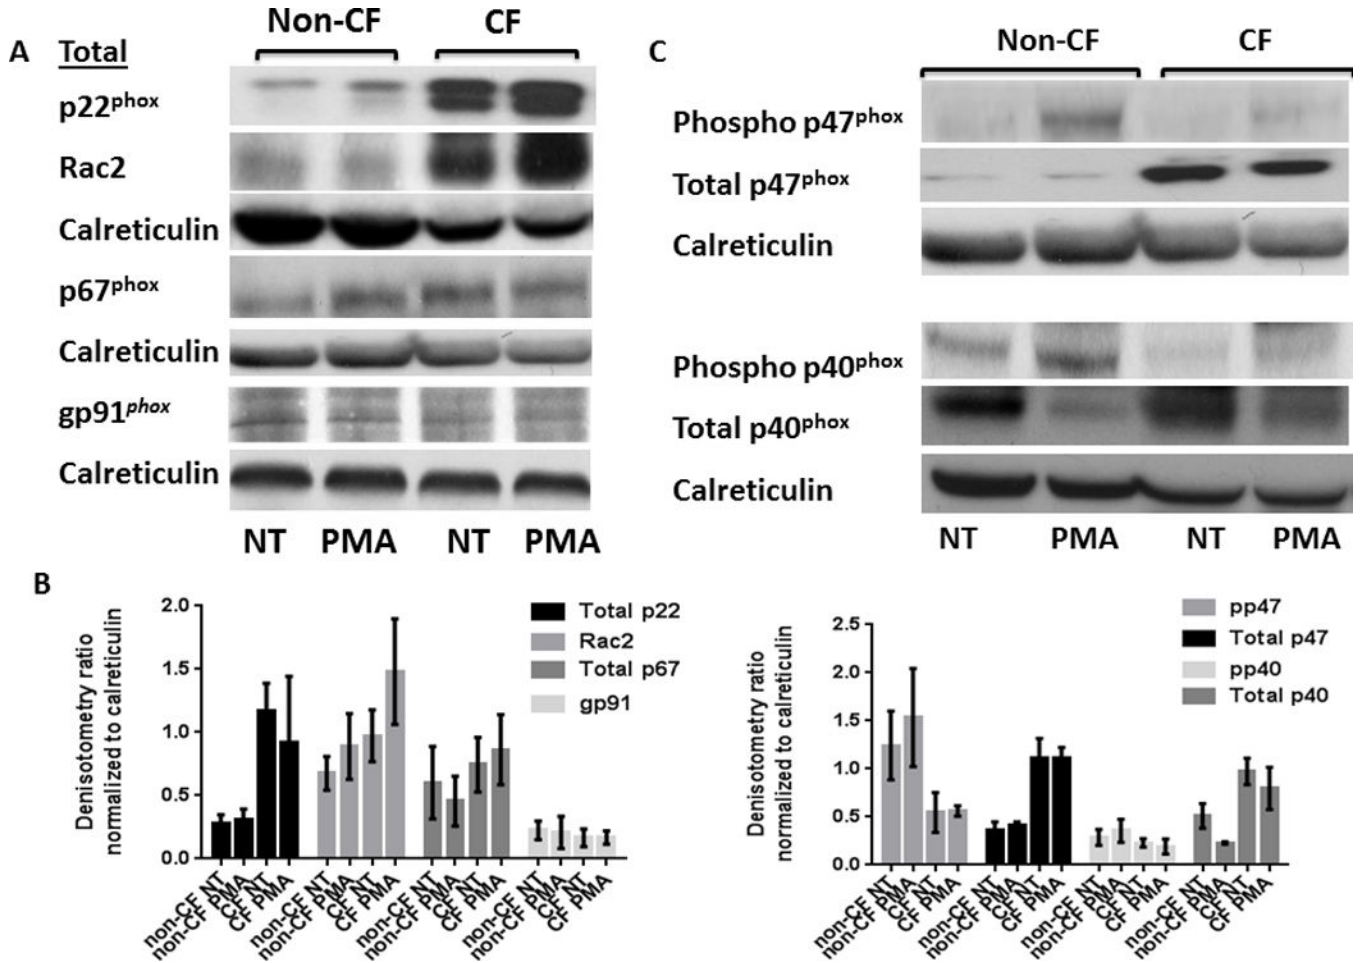 A
Total
Non-CF
CF
p22phox
Rac2
Calreticulin
p67phox
Calreticulin
gp91phox
Calreticulin
NT
PMA
NT
PMA
C
Non-CF
CF
Phospho p47phox
Total p47phox
Calreticulin
Phospho p40phox
Total p40phox
Calreticulin
NT
PMA
NT
PMA
B
Denisotometry ratio
normalized to calreticulin
2.0
1.5
1.0
0.5
0.0
Total p22
Rac2
Total p67
gp91
non-CF NT
non-CF PMA
CF NT
CF PMA
non-CF NT
non-CF PMA
CF NT
CF PMA
non-CF NT
non-CF PMA
CF NT
CF PMA
non-CF NT
non-CF PMA
CF NT
CF PMA
Denisotometry ratio
normalized to calreticulin
2.5
2.0
1.5
1.0
0.5
0.0
pp47
Total p47
pp40
Total p40
non-CF NT
non-CF PMA
CF NT
CF PMA
non-CF NT
non-CF PMA
CF NT
CF PMA
non-CF NT
non-CF PMA
CF NT
CF PMA
non-CF NT
non-CF PMA
CF NT
CF PMA